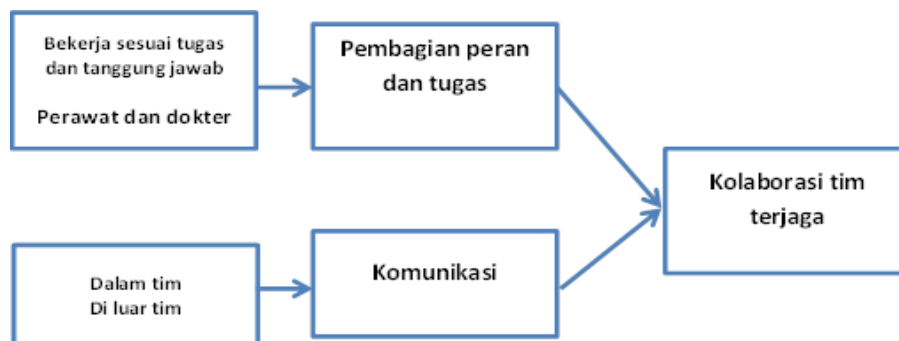 Bekerja sesuai tugas
dan tanggung jawab
Perawat dan dokter
Pembagian peran
dan tugas
Kolaborasi tim
terjaga
Dalam tim
Di luar tim
Komunikasi